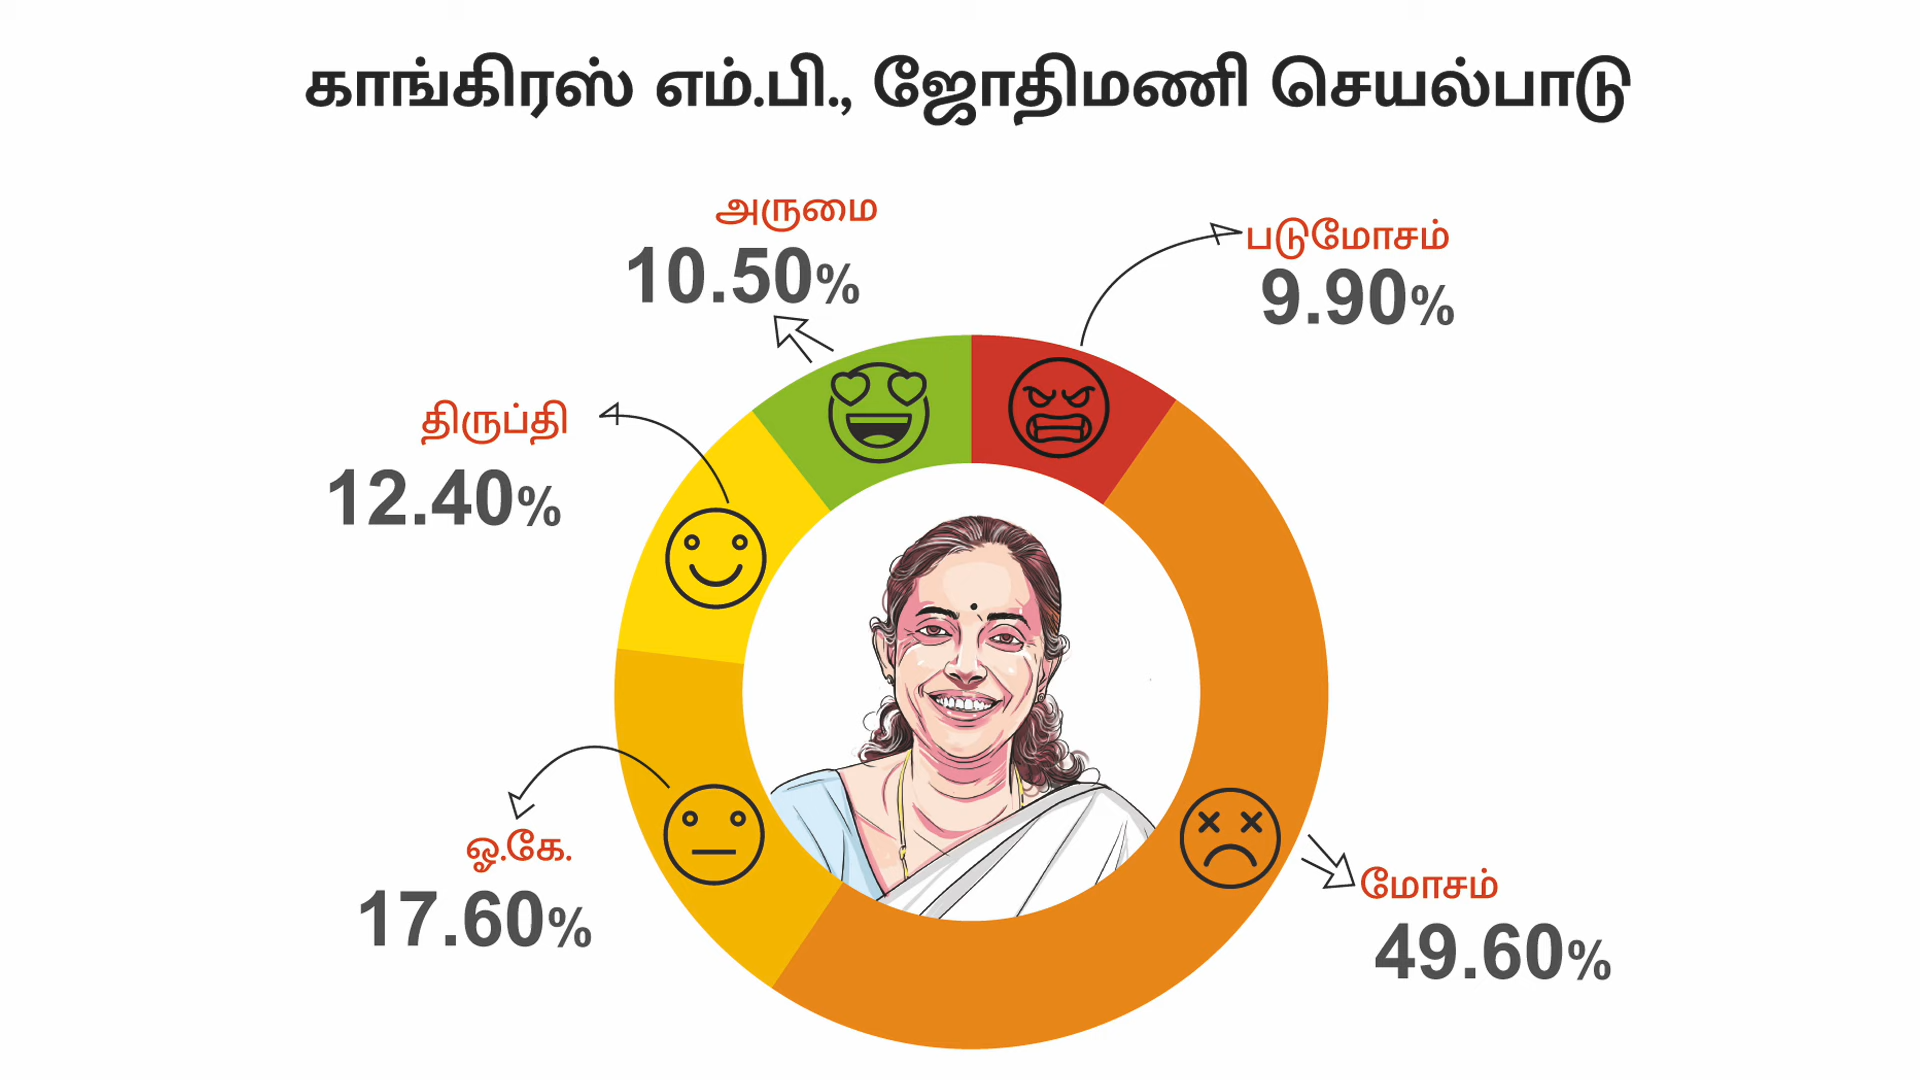 காங்கிரஸ் எம்.பி., ஜோதிமணி செயல்பாடு
அருமை
10.50%
படுமோசம்
9.90%
திருப்தி
12.40%
ஓ.கே.
17.60%
மோசம்
49.60%